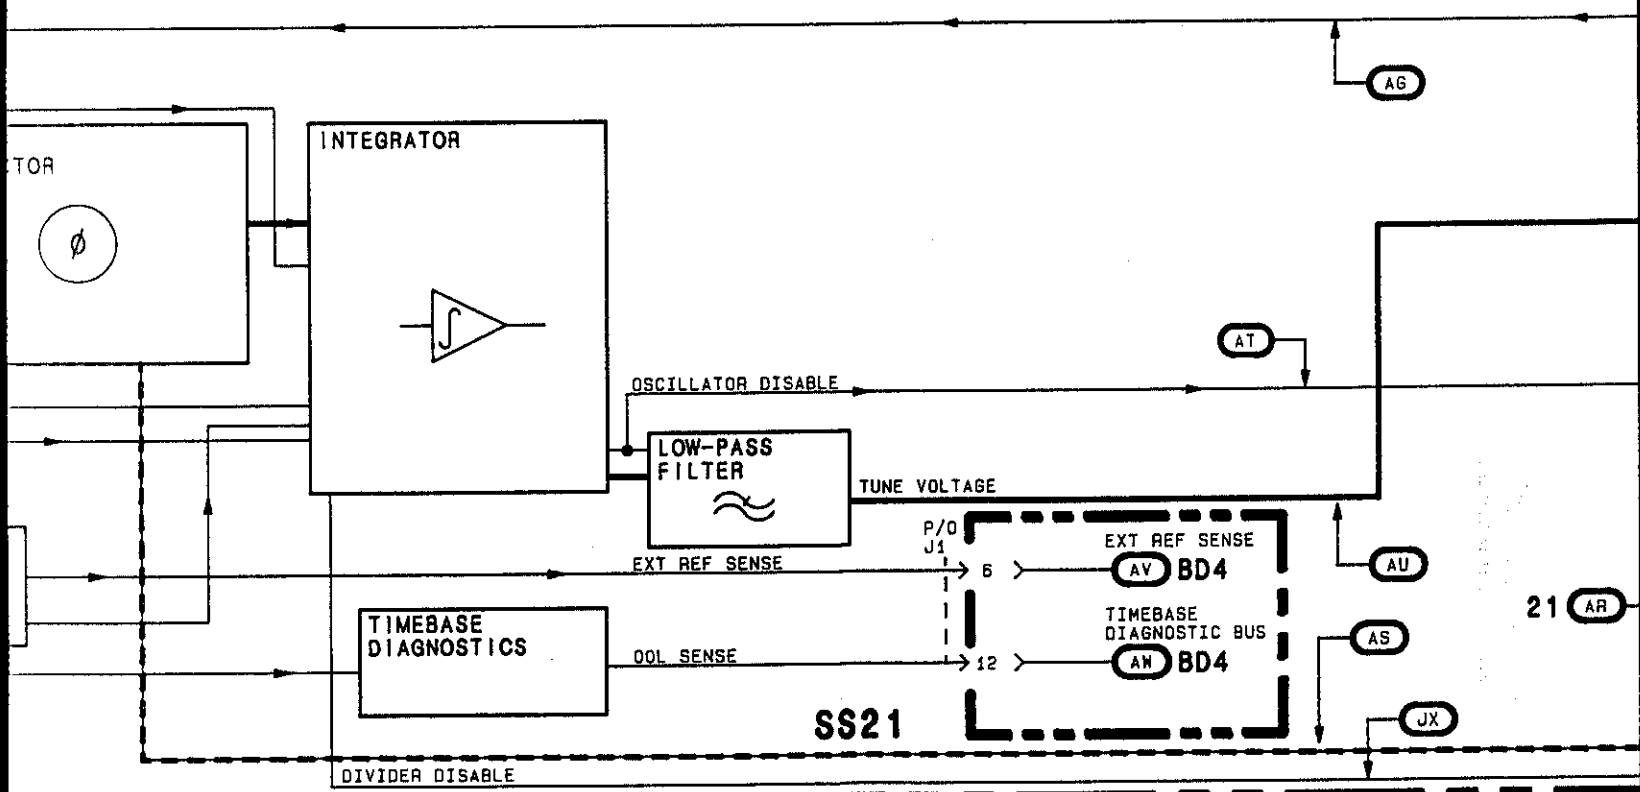 AG
INTEGRATOR
TOR
ø
∫
AT
OSCILLATOR DISABLE
LOW-PASS
FILTER
TUNE VOLTAGE
P/O
J1
EXT REF SENSE
EXT REF SENSE
6
AV BD4
AU
TIMEBASE
DIAGNOSTICS
TIMEBASE
DIAGNOSTIC BUS
21 AR
AS
OOL SENSE
12
AW BD4
SS21
JX
DIVIDER DISABLE